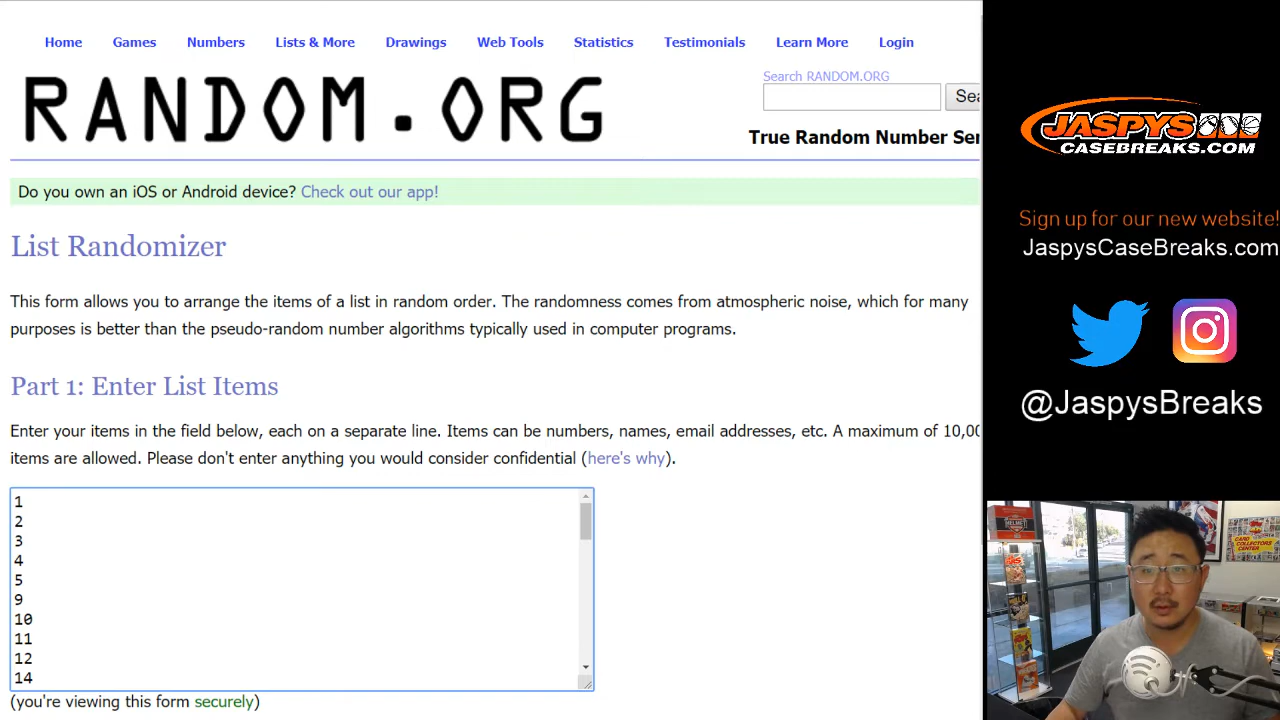 Home Games Numbers Lists & More Drawings Web Tools Statistics Testimonials Learn More Login
RANDOM.ORG
Search RANDOM.ORG
Sea
True Random Number Ser
Do you own an iOS or Android device? Check out our app!
List Randomizer
This form allows you to arrange the items of a list in random order. The randomness comes from atmospheric noise, which for many
purposes is better than the pseudo-random number algorithms typically used in computer programs.
Part 1: Enter List Items
Enter your items in the field below, each on a separate line. Items can be numbers, names, email addresses, etc. A maximum of 10,00
items are allowed. Please don't enter anything you would consider confidential (here's why).
1
2
3
4
5
9
10
11
12
14
(you're viewing this form securely)
JASPYS
CASEBREAKS.COM
Sign up for our new website!
JaspysCaseBreaks.com
@JaspysBreaks
HELMET
CARD
COLLECTORS
CENTER